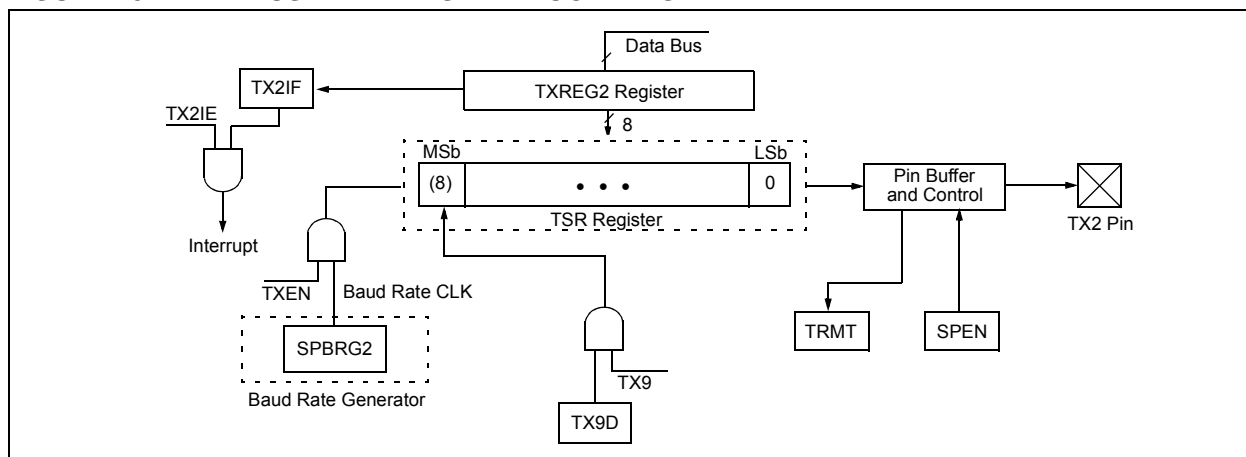 Data Bus
TX2IF
TXREG2 Register
TX2IE
8
MSb
LSb
(8)
• • •
0
Pin Buffer
and Control
TSR Register
TX2 Pin
Interrupt
TXEN
Baud Rate CLK
TRMT
SPEN
SPBRG2
TX9
Baud Rate Generator
TX9D